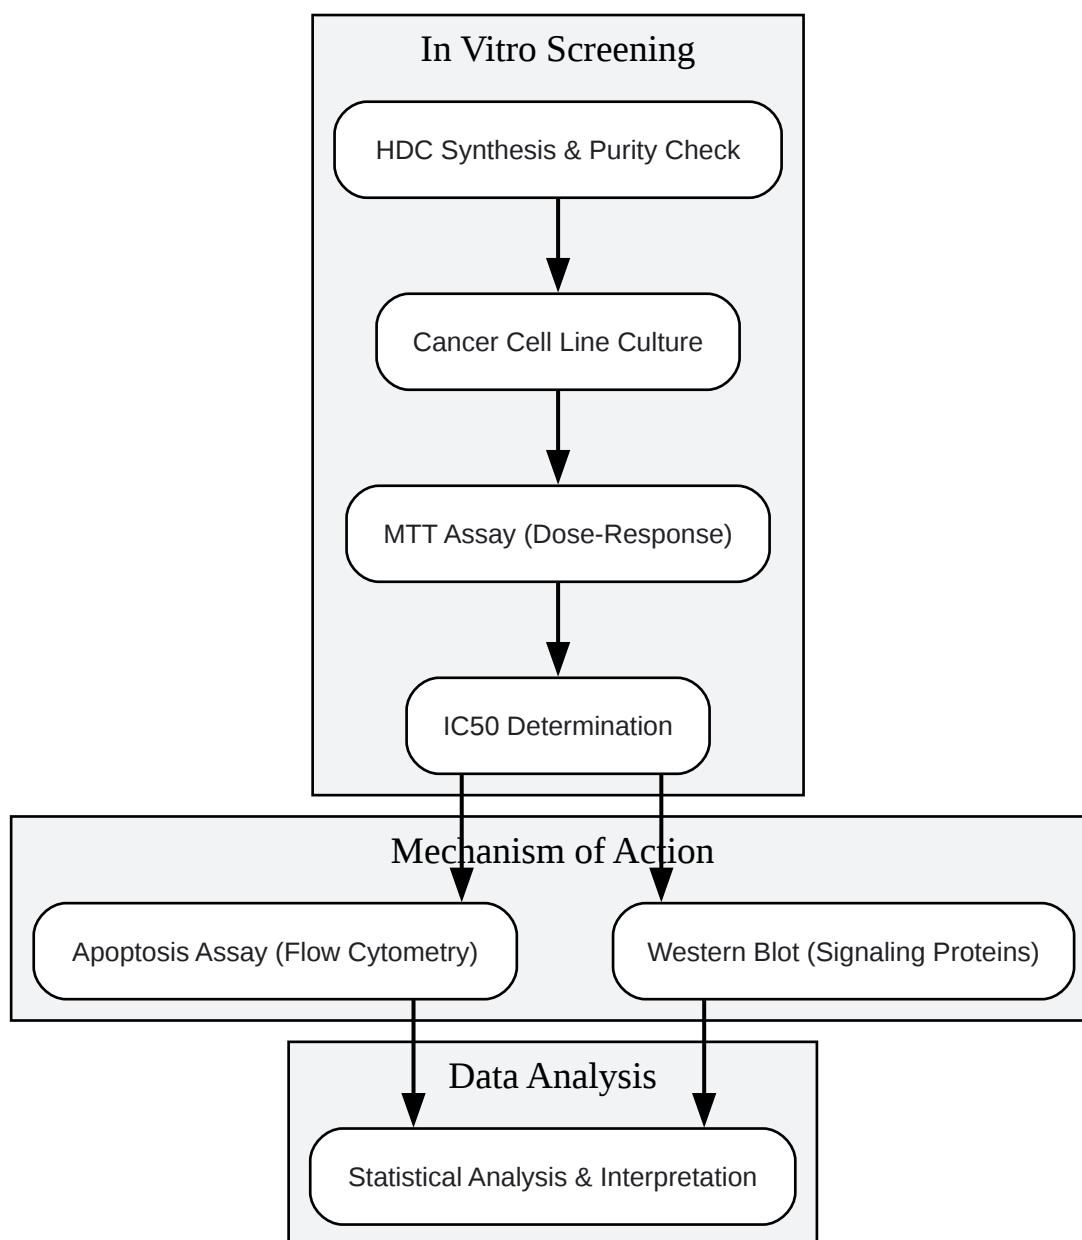 In Vitro Screening
HDC Synthesis & Purity Check
Cancer Cell Line Culture
MTT Assay (Dose-Response)
IC50 Determination
Mechanism of Action
Apoptosis Assay (Flow Cytometry)
Western Blot (Signaling Proteins)
Data Analysis
Statistical Analysis & Interpretation